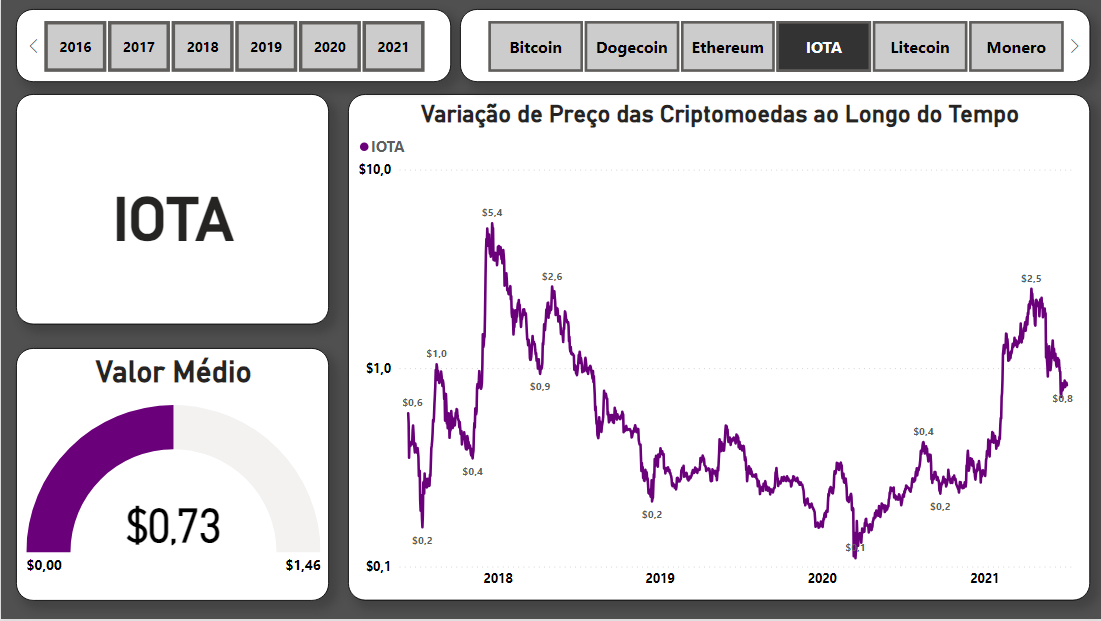 2016 2017 2018 2019 2020 2021
Bitcoin Dogecoin Ethereum IOTA Litecoin Monero
IOTA
Valor Médio
$0,73
$0,00 $1,46
Variação de Preço das Criptomoedas ao Longo do Tempo
IOTA
$10,0
$1,0
$0,1
$0,6
$0,2
$1,0
$0,4
$5,4
$0,9
$2,6
$0,2
$0,4
$0,2
$2,5
$0,8
2018 2019 2020 2021